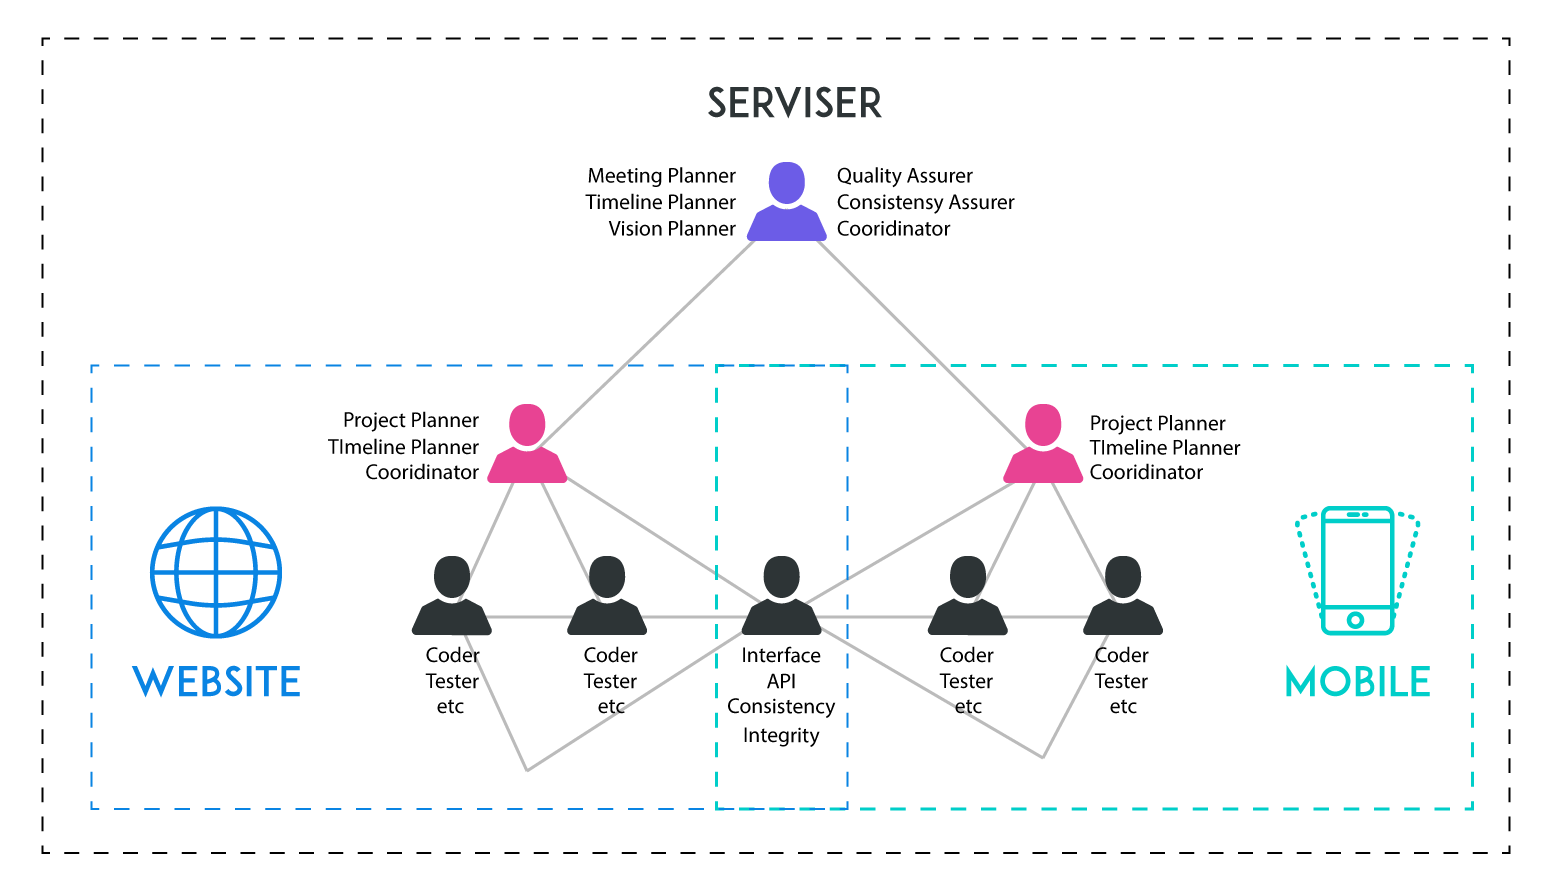 SERVISER
Meeting Planner
Timeline Planner
Vision Planner
Quality Assurer
Consistensy Assurer
Cooridinator
Project Planner
TImeline Planner
Cooridinator
Project Planner
TImeline Planner
Cooridinator
WEBSITE
Coder
Tester
etc
Coder
Tester
etc
Interface
API
Consistency
Integrity
Coder
Tester
etc
Coder
Tester
etc
MOBILE